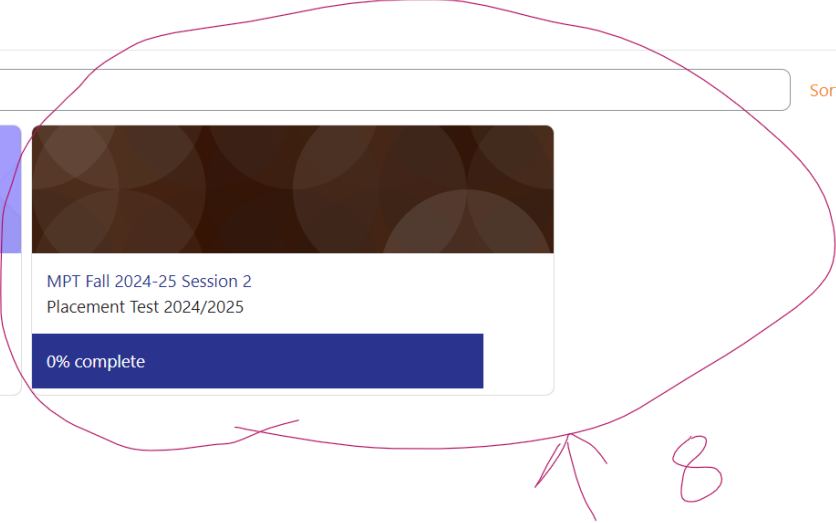 Sor
MPT Fall 2024-25 Session 2
Placement Test 2024/2025
0% complete
8